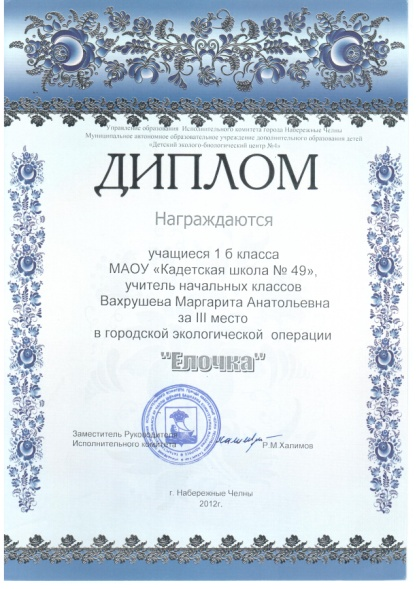 Управление образования Исполнительного комитета города Набережные Челны
Муниципальное автономное образовательное учреждение дополнительного образования детей
«Детский эколого-биологический центр №4»
ДИПЛОМ
Награждаются
учащиеся 1 б класса
МАОУ «Кадетская школа № 49»,
учитель начальных классов
Вахрушева Маргарита Анатольевна
за III место
в городской экологической операции
"Елочка"
Заместитель Руководителя
Исполнительного комитета
Р.М.Халимов
г. Набережные Челны
2012г.